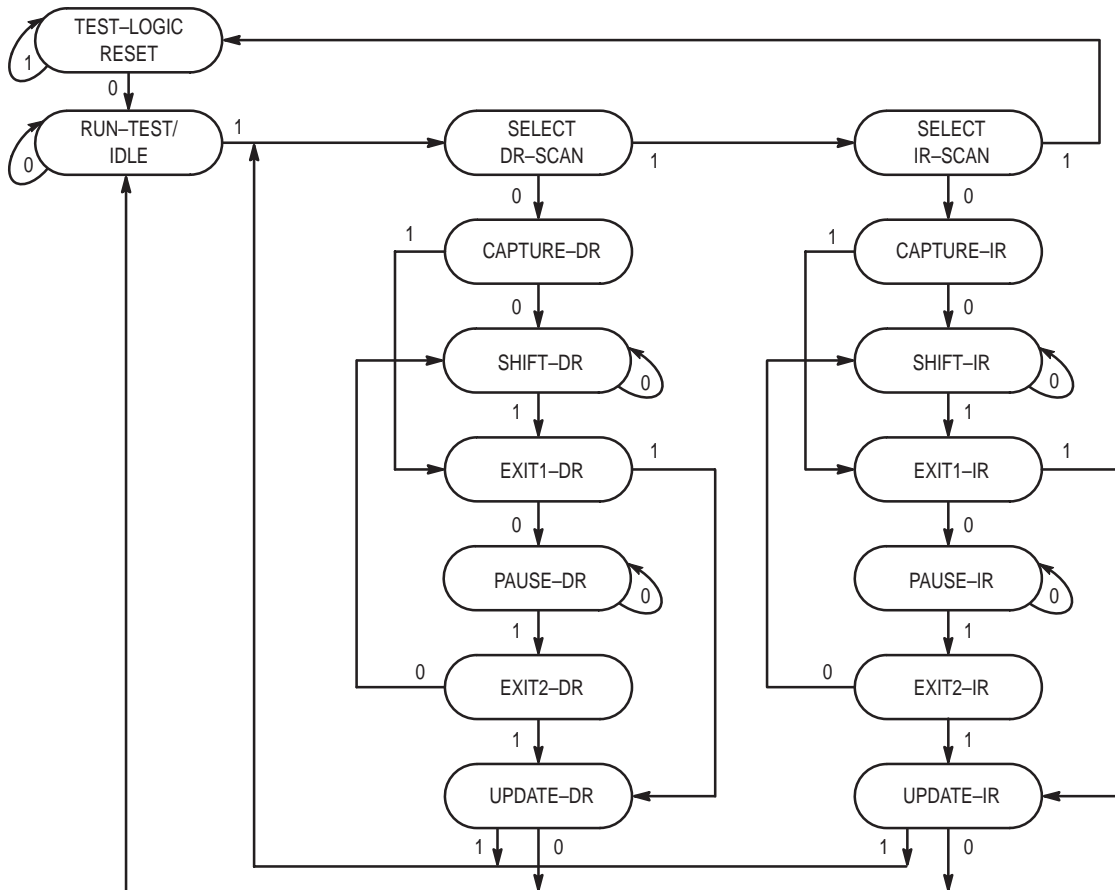 TEST–LOGIC
RESET
1
0
RUN–TEST/
IDLE
0
1
SELECT
DR–SCAN
1
SELECT
IR–SCAN
1
0
0
1
CAPTURE–DR
1
CAPTURE–IR
0
0
SHIFT–DR
0
SHIFT–IR
0
1
1
EXIT1–DR
1
EXIT1–IR
1
0
0
PAUSE–DR
0
PAUSE–IR
0
1
1
0
EXIT2–DR
0
EXIT2–IR
1
1
UPDATE–DR
UPDATE–IR
1
0
1
0